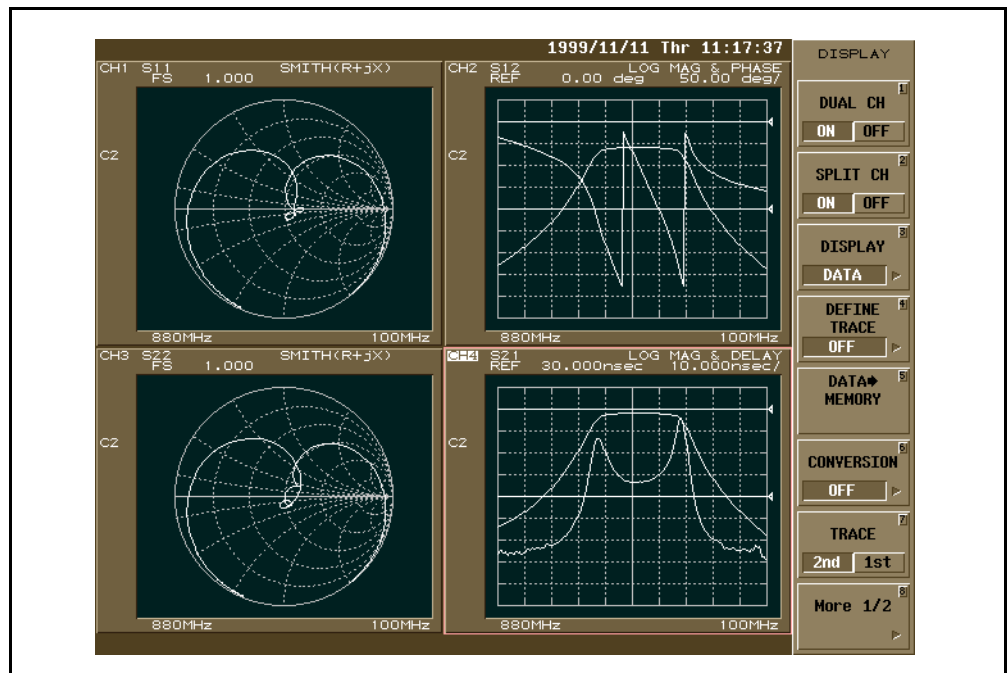 1999/11/11 Thr 11:17:37
CH1 S11 SMITH(R+jX)
FS 1.000
C2
880MHz 100MHz
CH2 S12 LOG MAG & PHASE
REF 0.00 deg 50.00 deg/
C2
880MHz 100MHz
CH3 S22 SMITH(R+jX)
FS 1.000
C2
880MHz 100MHz
CH4 S21 LOG MAG & DELAY
REF 30.000nsec 10.000nsec/
C2
880MHz 100MHz
DISPLAY
1
DUAL CH
ON OFF
2
SPLIT CH
ON OFF
3
DISPLAY
DATA
4
DEFINE
TRACE
OFF
5
DATA➧
MEMORY
6
CONVERSION
OFF
7
TRACE
2nd 1st
8
More 1/2